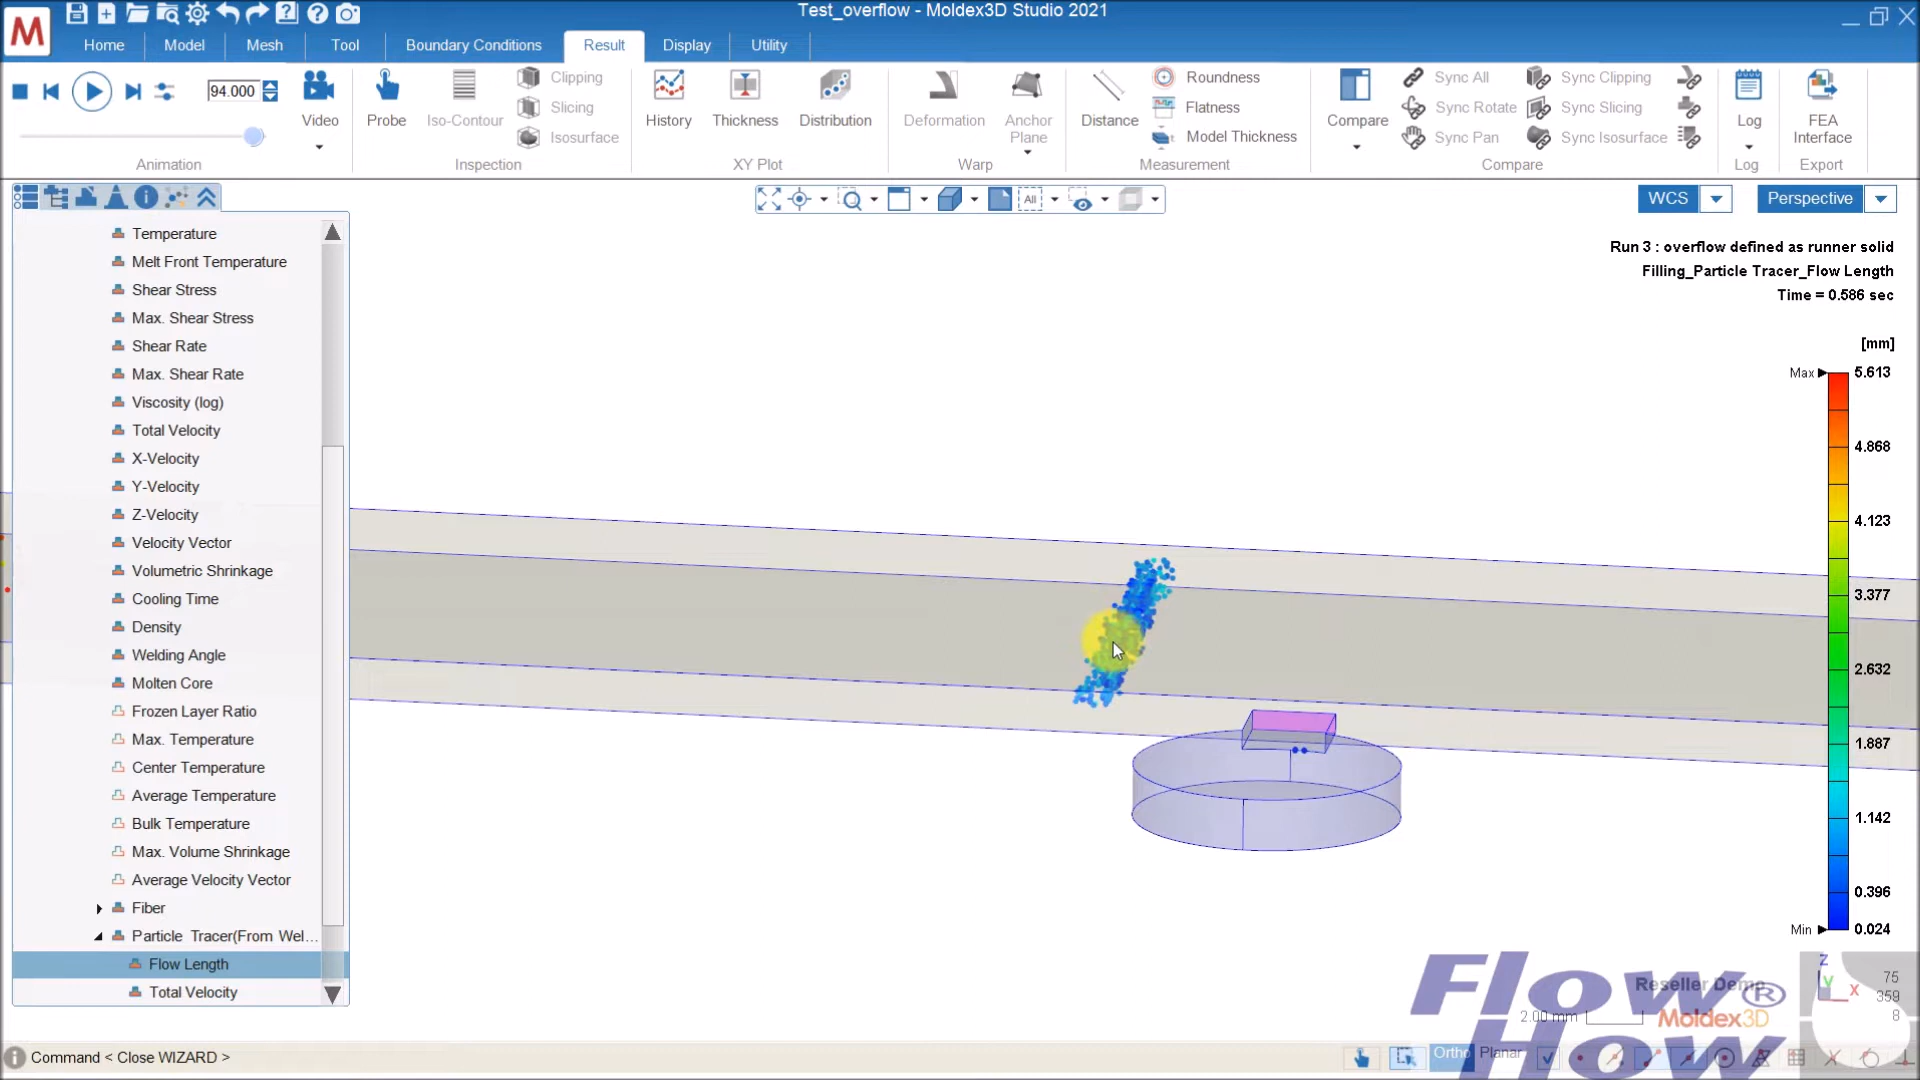 Test_overflow - Moldex3D Studio 2021
M
Home Model Mesh Tool Boundary Conditions Result Display Utility
94.000
Video
Probe
Iso-Contour
Clipping
Slicing
Isosurface
History
Thickness
Distribution
Deformation
Anchor
Plane
Distance
Roundness
Flatness
Model Thickness
Compare
Sync All
Sync Rotate
Sync Pan
Sync Clipping
Sync Slicing
Sync Isosurface
Log
FEA
Interface
Animation Inspection XY Plot Warp Measurement Compare Log Export
All
WCS Perspective
Run 3 : overflow defined as runner solid
Filling_Particle Tracer_Flow Length
Time = 0.586 sec
[mm]
Max 5.613
4.868
4.123
3.377
2.632
1.887
1.142
0.396
Min 0.024
Temperature
Melt Front Temperature
Shear Stress
Max. Shear Stress
Shear Rate
Max. Shear Rate
Viscosity (log)
Total Velocity
X-Velocity
Y-Velocity
Z-Velocity
Velocity Vector
Volumetric Shrinkage
Cooling Time
Density
Welding Angle
Molten Core
Frozen Layer Ratio
Max. Temperature
Center Temperature
Average Temperature
Bulk Temperature
Max. Volume Shrinkage
Average Velocity Vector
Fiber
Particle Tracer(From Wel...
Flow Length
Total Velocity
Z
Y
X
75
359
8
Reseller Demo
2.00 mm
Moldex3D
Flow®
How
Command < Close WIZARD >
Ortho Planar